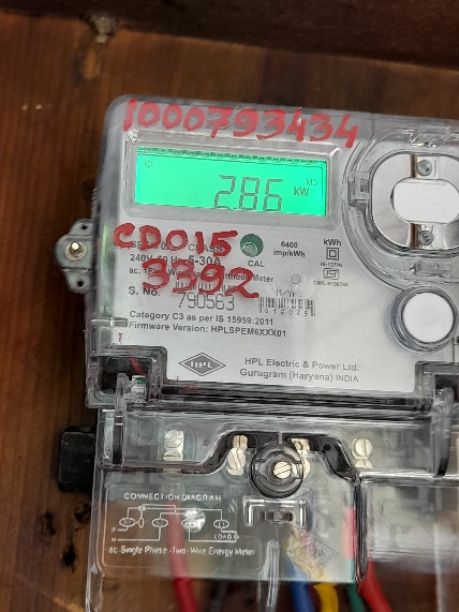 1000793434
MD
2.86 kW
CD015
3392
240V 50 Hz 5-30A
CAL
6400
imp/kWh
kWh
S. No.
790563
Category C3 as per IS 15959:2011
Firmware Version: HPLSPEM6XXX01
HPL
HPL Electric & Power Ltd.
Gurugram (Haryana) INDIA
CONNECTION DIAGRAM
LOAD
ac-Single Phase-Two-Wire Energy Meter